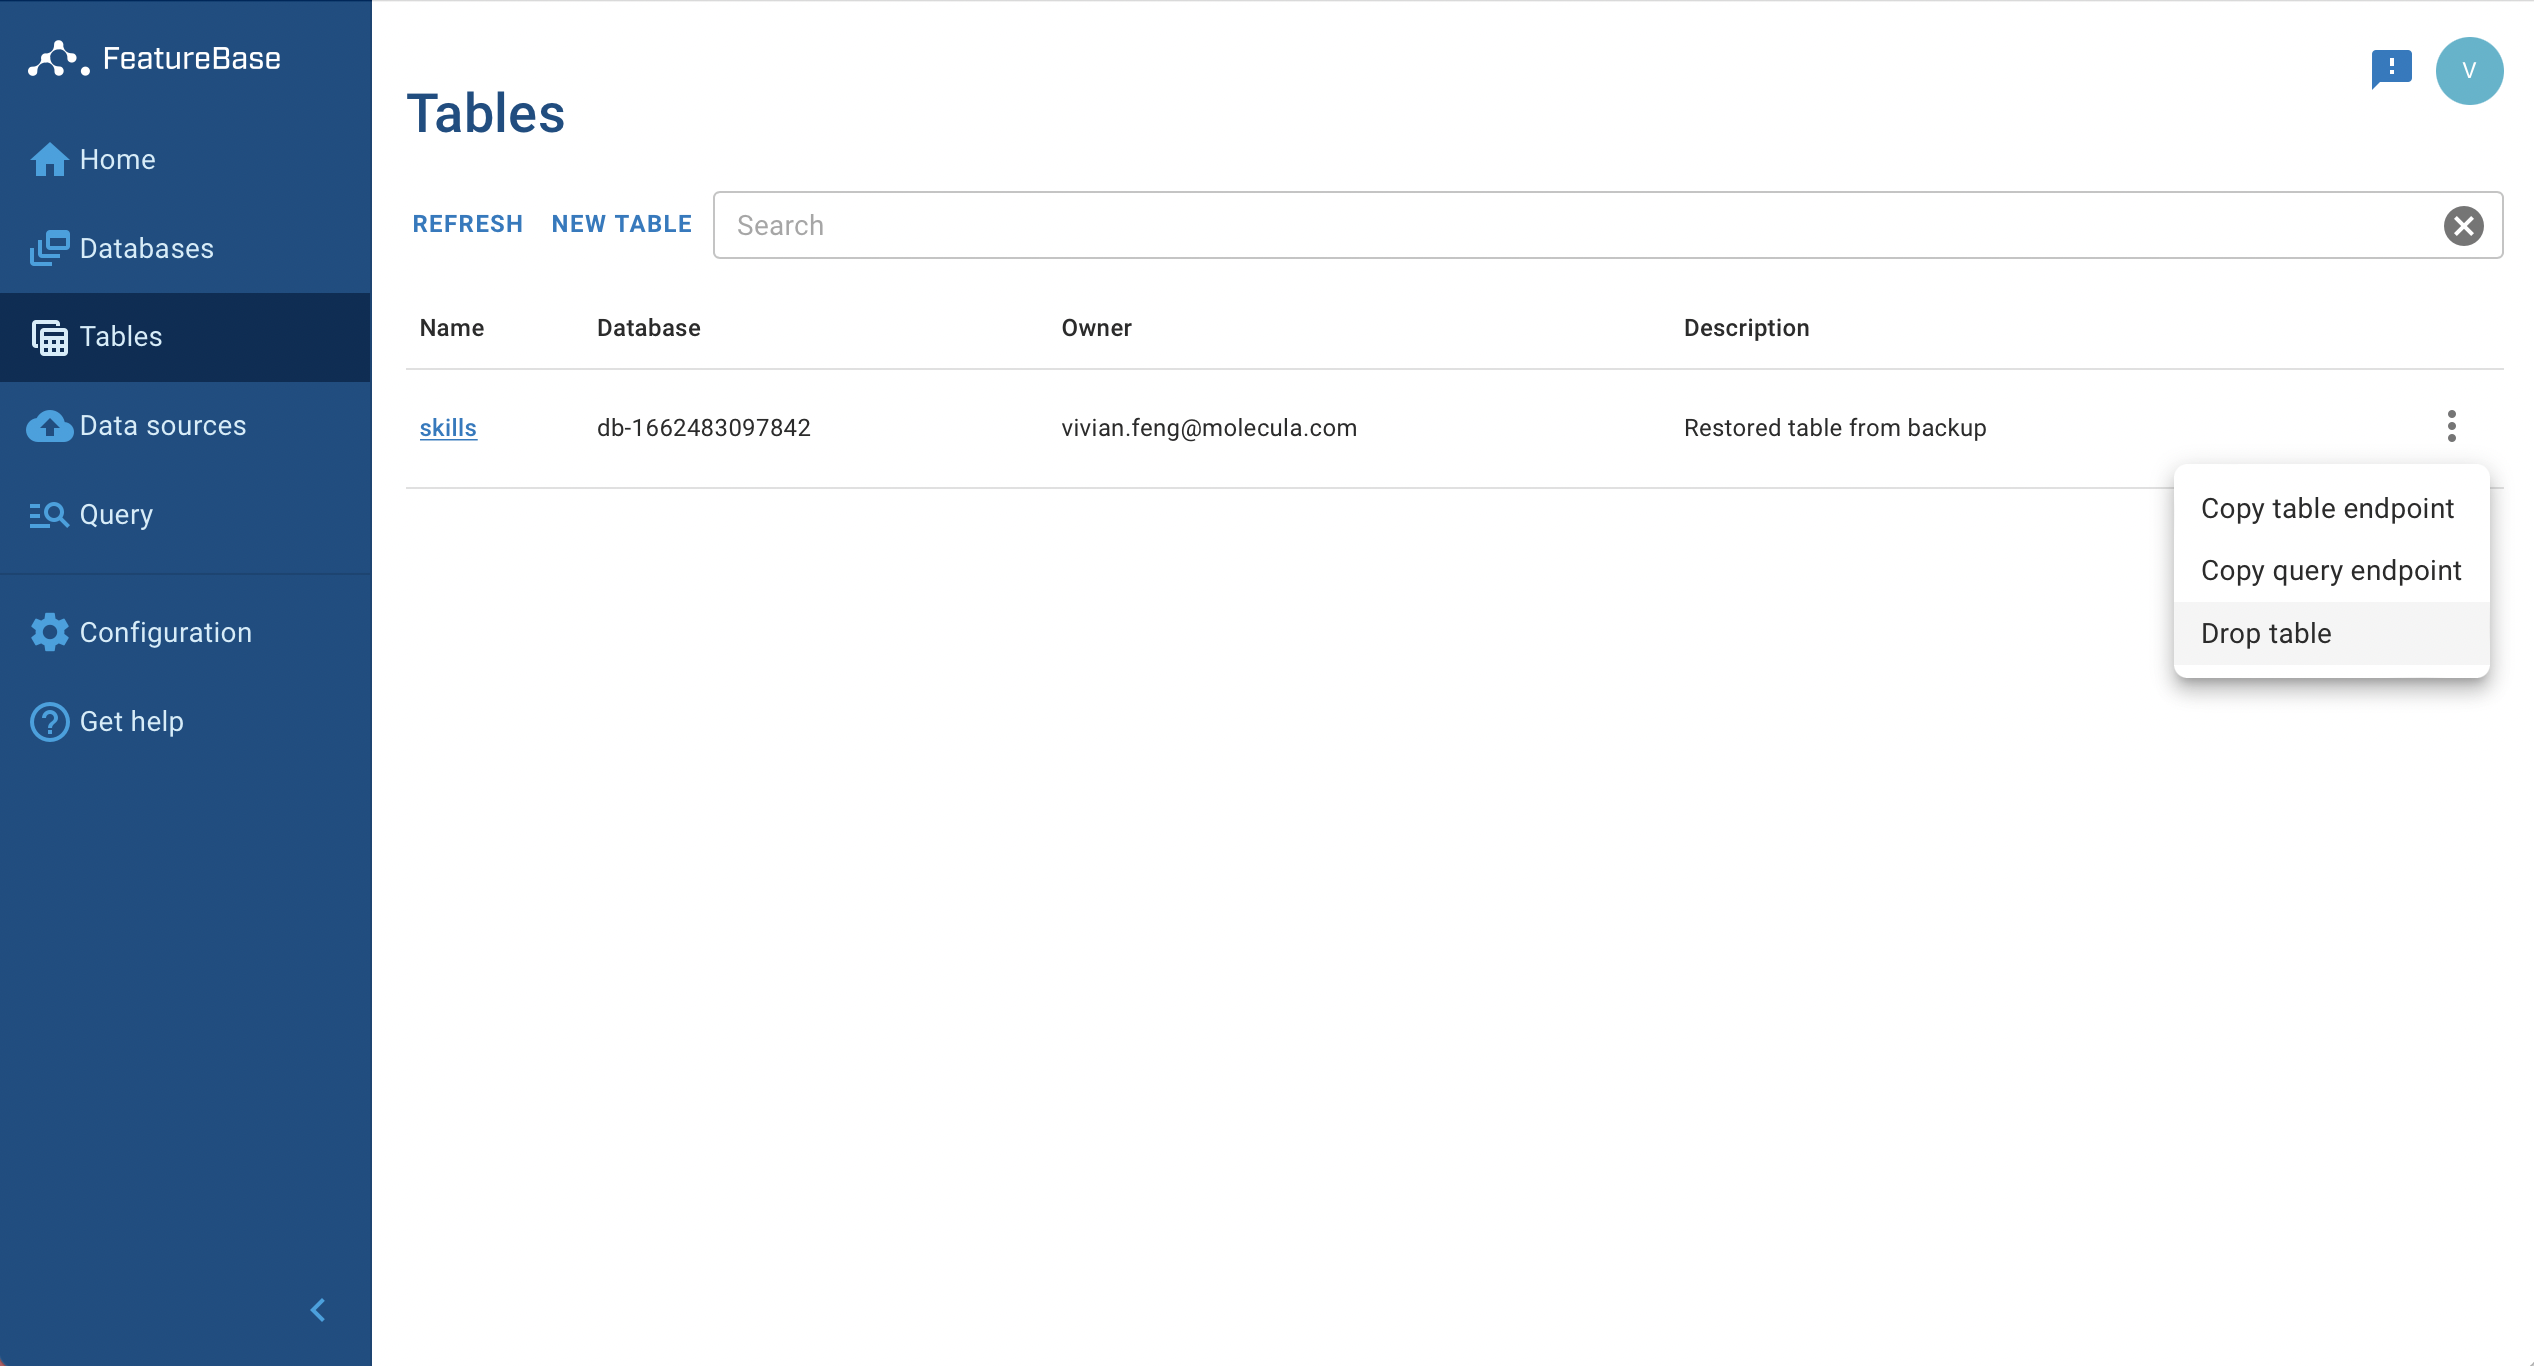 FeatureBase
Home
Databases
Tables
Data sources
Query
Configuration
Get help
Tables
V
REFRESH NEW TABLE Search
Name Database Owner Description
skills db-1662483097842 vivian.feng@molecula.com Restored table from backup
Copy table endpoint
Copy query endpoint
Drop table